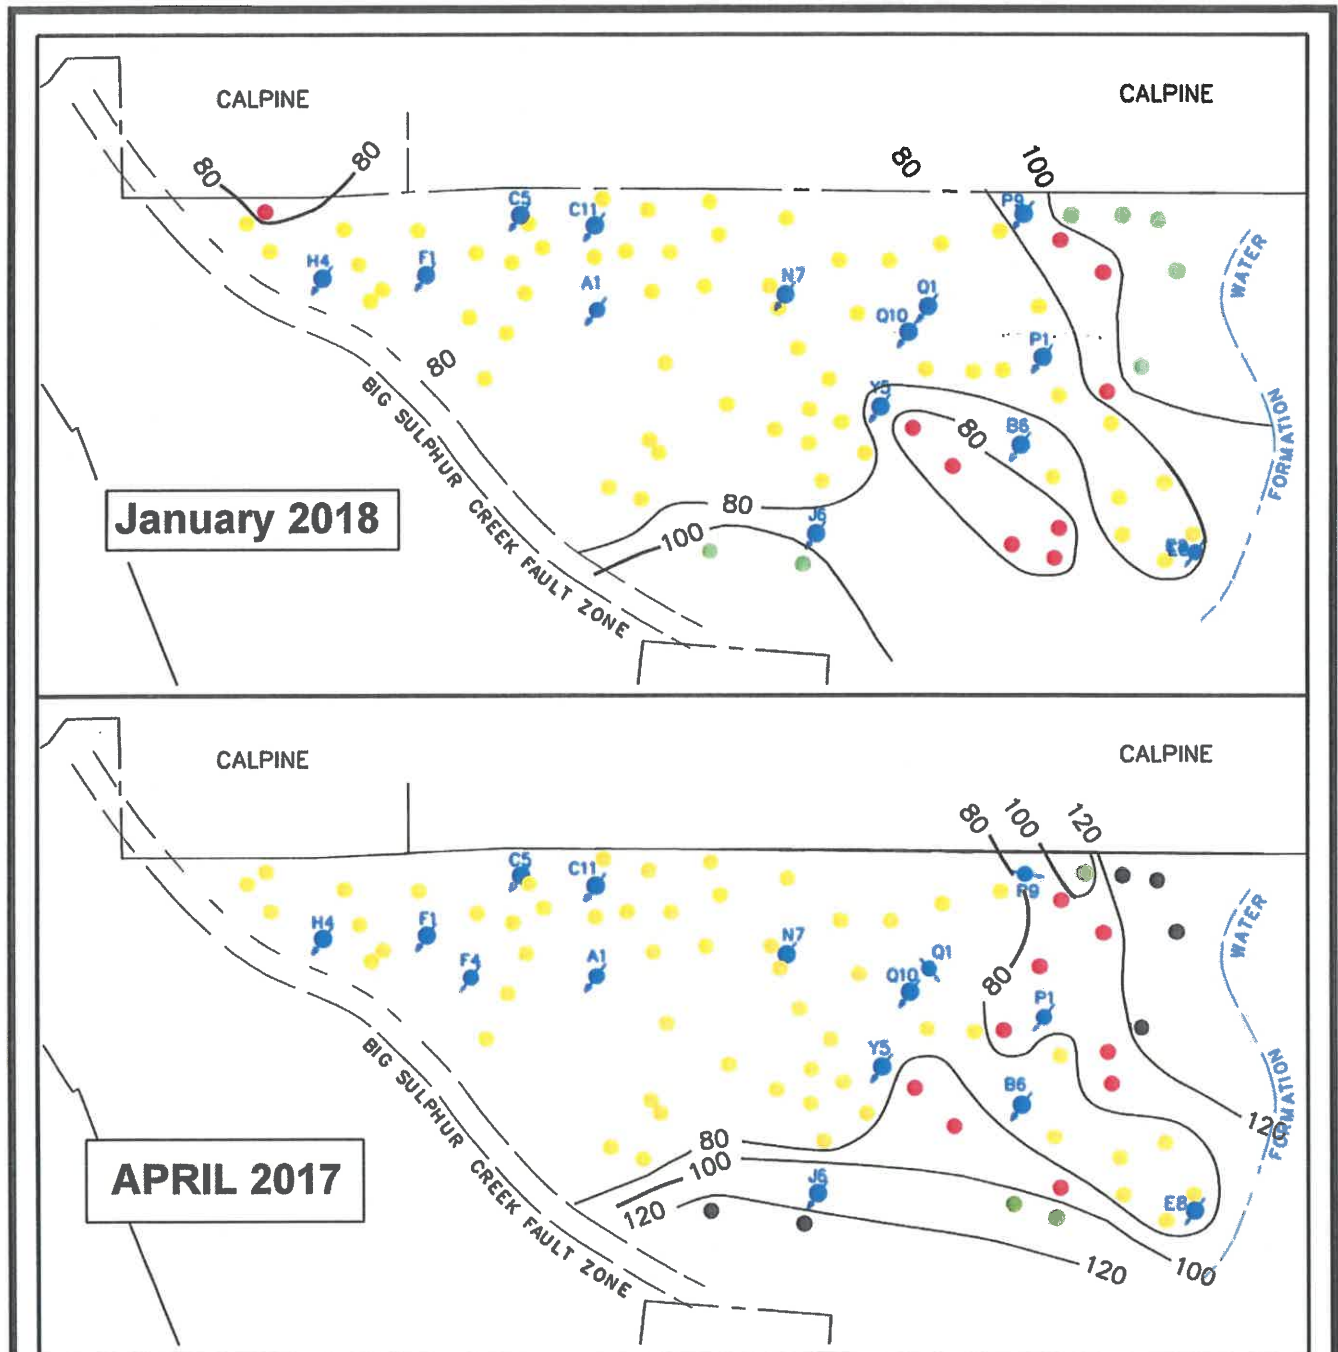 CALPINE
CALPINE
80
80
80
100
C5
C11
P9
H4
F1
A1
N7
Q1
Q10
P1
WATER
FORMATION
80
Y5
B6
80
BIG SULPHUR CREEK FAULT ZONE
January 2018
80
100
J6
E8
CALPINE
CALPINE
80
100
120
C5
C11
P9
H4
F1
F4
A1
N7
Q1
Q10
80
P1
WATER
FORMATION
Y5
B6
BIG SULPHUR CREEK FAULT ZONE
APRIL 2017
80
100
120
J6
E8
120
120
100